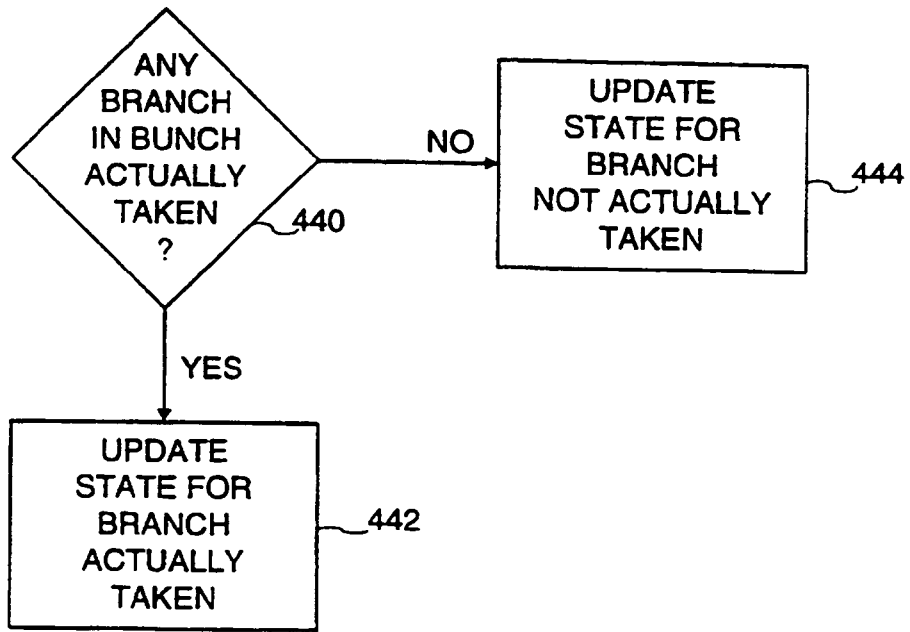 ANY
BRANCH
IN BUNCH
ACTUALLY
TAKEN
?
440
NO
UPDATE
STATE FOR
BRANCH
NOT ACTUALLY
TAKEN
444
YES
UPDATE
STATE FOR
BRANCH
ACTUALLY
TAKEN
442